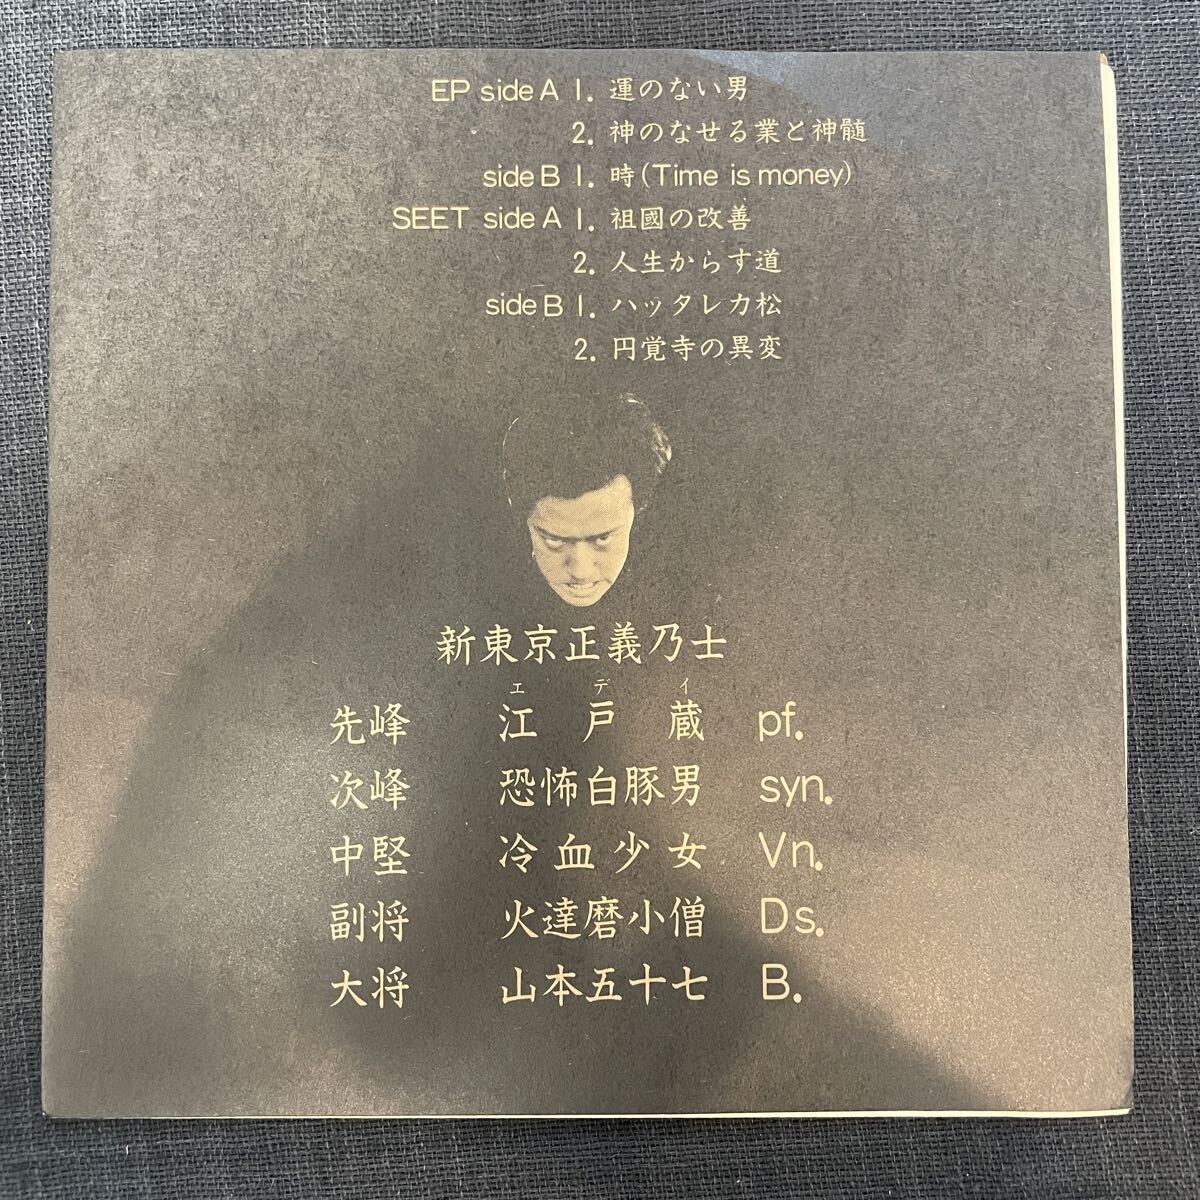 EP side A 1. 運のない男
2. 神のなせる業と神髄
side B 1. 時(Time is money)
SEET side A 1. 祖國の改善
2. 人生からす道
side B 1. ハッタレカ松
2. 円覚寺の異変
新東京正義乃士
エ デ イ
先峰 江戸蔵 pf.
次峰 恐怖白豚男 syn.
中堅 冷血少女 Vn.
副将 火達磨小僧 Ds.
大将 山本五十七 B.